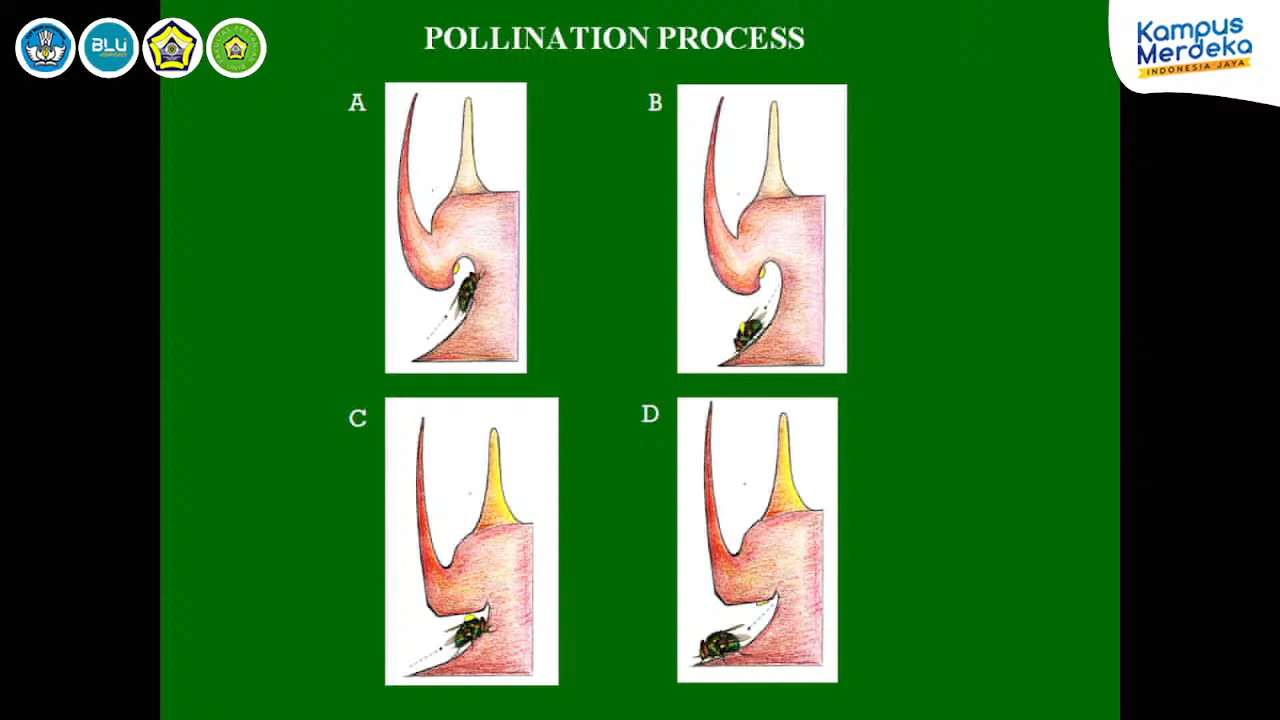 POLLINATION PROCESS
BLU
Kampus
Merdeka
INDONESIA JAYA
A
B
C
D